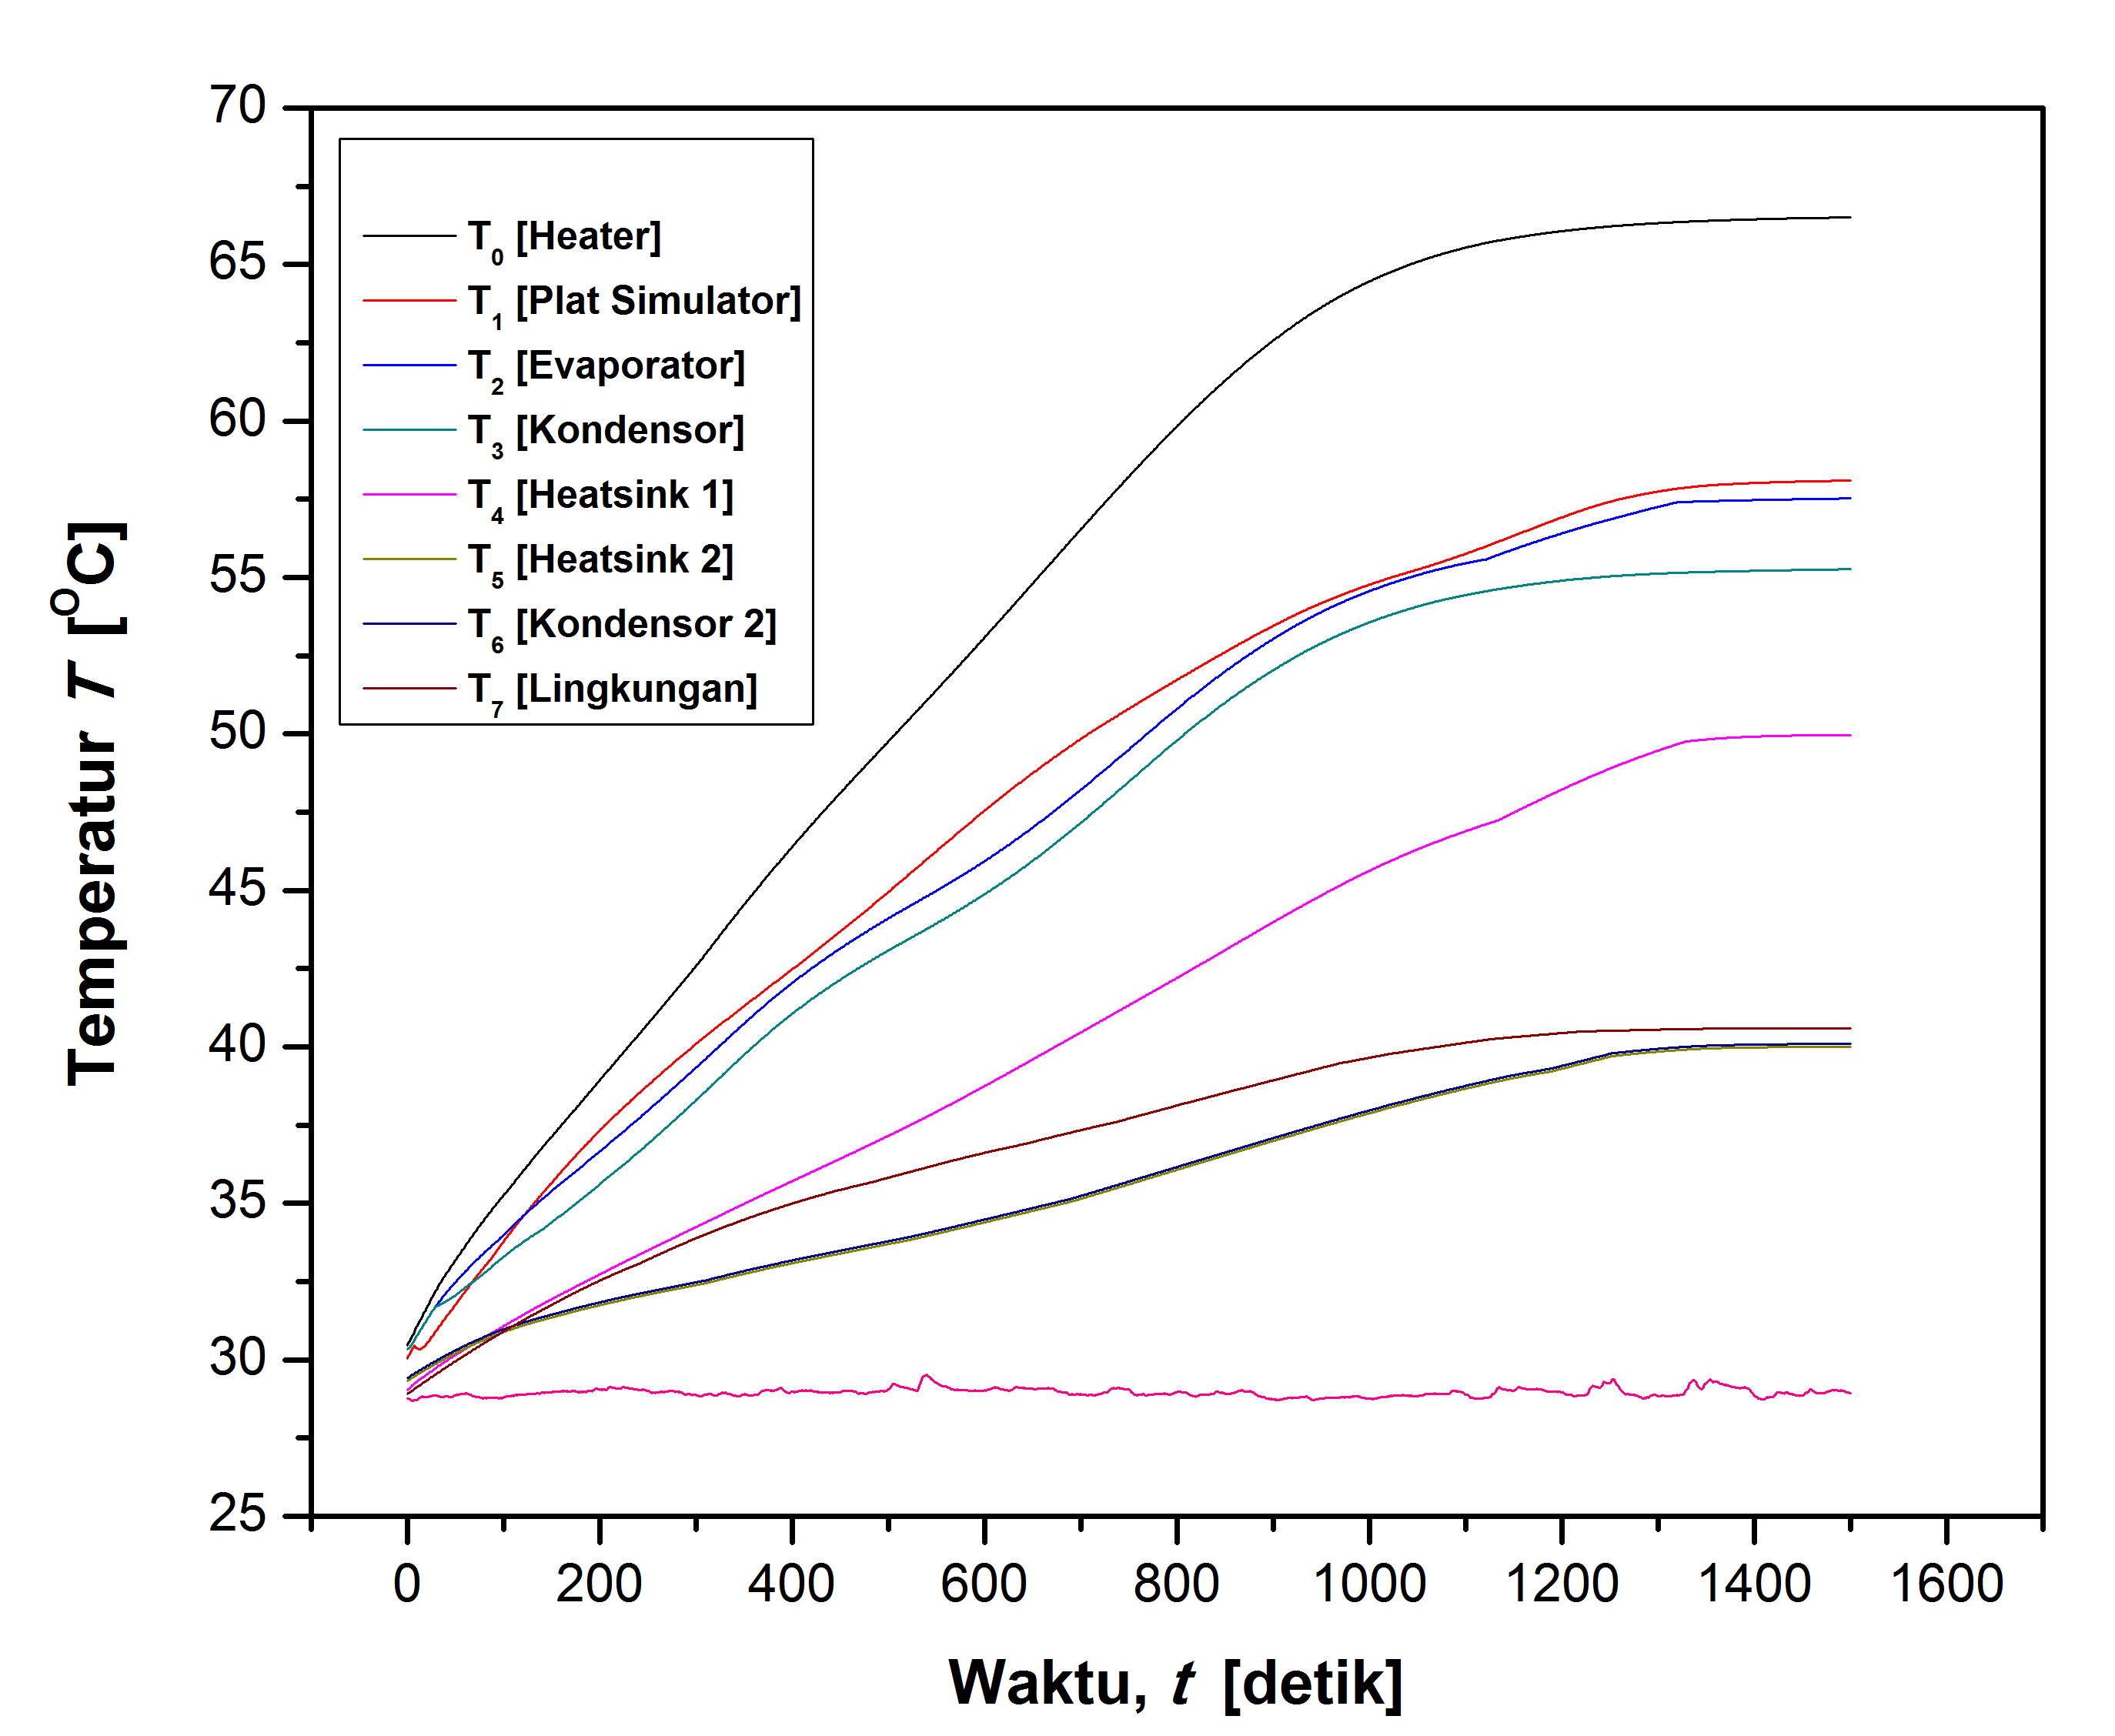 70
65
60
55
50
45
40
35
30
25
Temperatur T [OC]
T0 [Heater]
T1 [Plat Simulator]
T2 [Evaporator]
T3 [Kondensor]
T4 [Heatsink 1]
T5 [Heatsink 2]
T6 [Kondensor 2]
T7 [Lingkungan]
0 200 400 600 800 1000 1200 1400 1600
Waktu, t [detik]